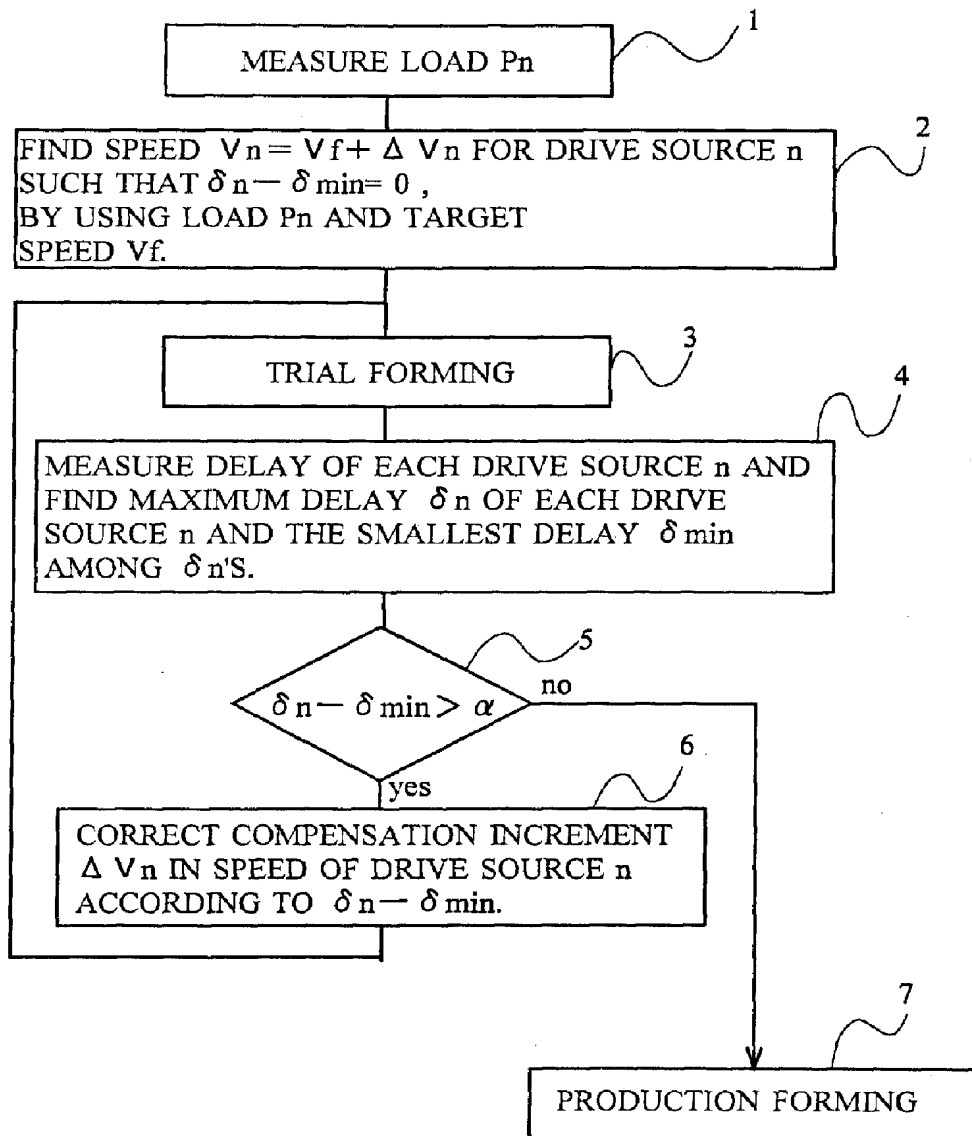 1
MEASURE LOAD Pn
2
FIND SPEED Vn = Vf + Δ Vn FOR DRIVE SOURCE n
SUCH THAT δn − δmin = 0 ,
BY USING LOAD Pn AND TARGET
SPEED Vf.
3
TRIAL FORMING
4
MEASURE DELAY OF EACH DRIVE SOURCE n AND
FIND MAXIMUM DELAY δn OF EACH DRIVE
SOURCE n AND THE SMALLEST DELAY δmin
AMONG δn'S.
5
δn − δmin > α
no
yes
6
CORRECT COMPENSATION INCREMENT
Δ Vn IN SPEED OF DRIVE SOURCE n
ACCORDING TO δn − δmin.
7
PRODUCTION FORMING